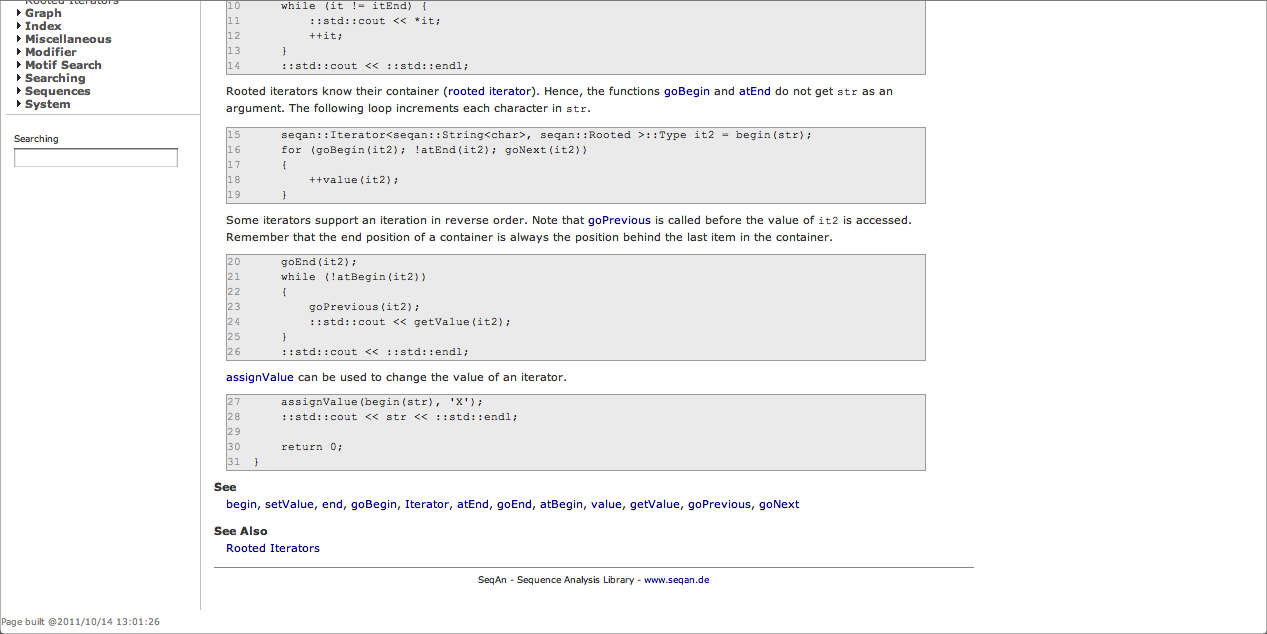 Rooted Iterators
Graph
Index
Miscellaneous
Modifier
Motif Search
Searching
Sequences
System
Searching
10 while (it != itEnd) {
11 ::std::cout << *it;
12 ++it;
13 }
14 ::std::cout << ::std::endl;
Rooted iterators know their container (rooted iterator). Hence, the functions goBegin and atEnd do not get str as an
argument. The following loop increments each character in str.
15 seqan::Iterator<seqan::String<char>, seqan::Rooted >::Type it2 = begin(str);
16 for (goBegin(it2); !atEnd(it2); goNext(it2))
17 {
18 ++value(it2);
19 }
Some iterators support an iteration in reverse order. Note that goPrevious is called before the value of it2 is accessed.
Remember that the end position of a container is always the position behind the last item in the container.
20 goEnd(it2);
21 while (!atBegin(it2))
22 {
23 goPrevious(it2);
24 ::std::cout << getValue(it2);
25 }
26 ::std::cout << ::std::endl;
assignValue can be used to change the value of an iterator.
27 assignValue(begin(str), 'X');
28 ::std::cout << str << ::std::endl;
29
30 return 0;
31 }
See
begin, setValue, end, goBegin, Iterator, atEnd, goEnd, atBegin, value, getValue, goPrevious, goNext
See Also
Rooted Iterators
SeqAn - Sequence Analysis Library - www.seqan.de
Page built @2011/10/14 13:01:26